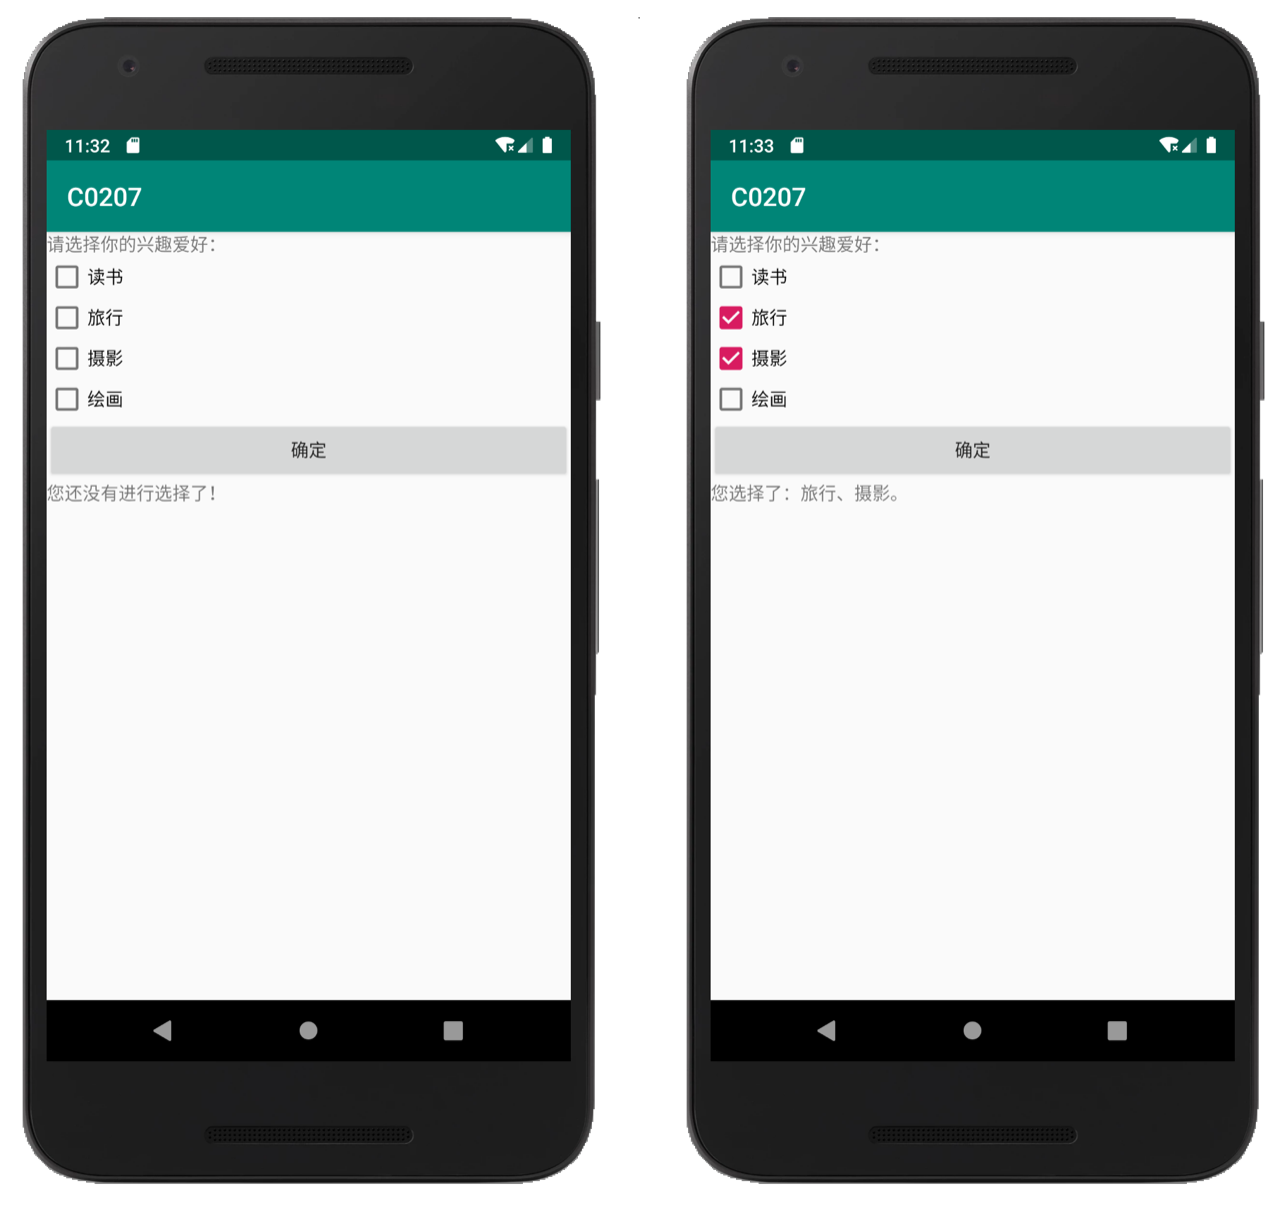 11:32
C0207
请选择你的兴趣爱好：
读书
旅行
摄影
绘画
确定
您还没有进行选择了！
11:33
C0207
请选择你的兴趣爱好：
读书
旅行
摄影
绘画
确定
您选择了：旅行、摄影。